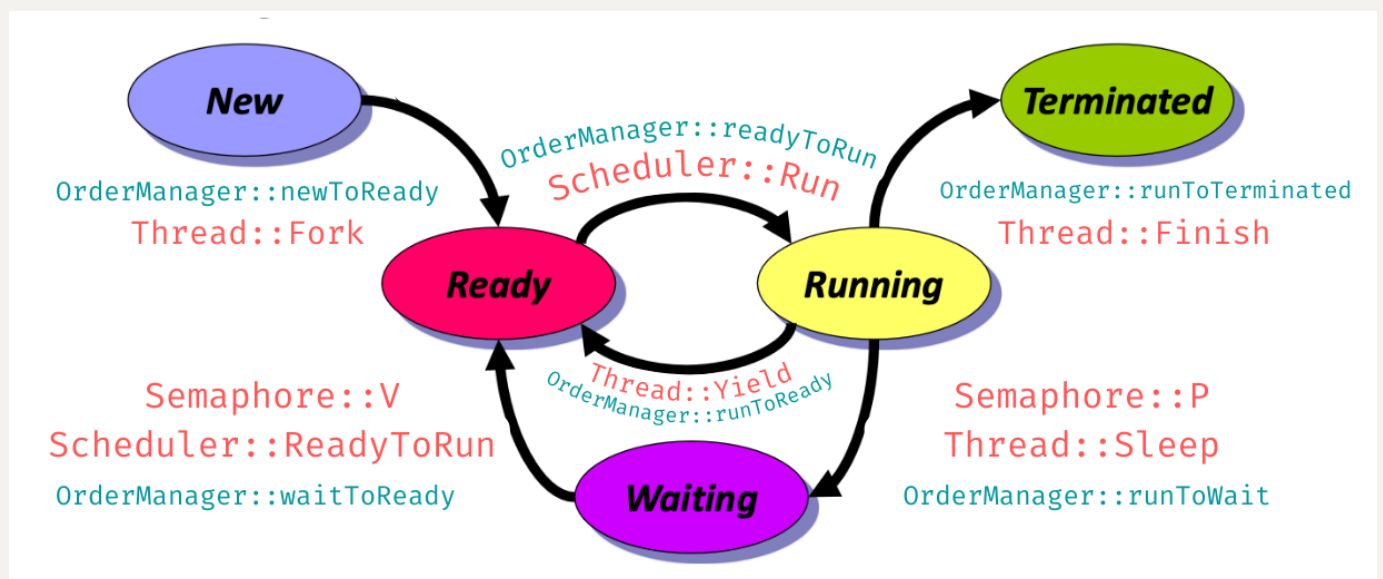 New
Terminated
OrderManager::readyToRun
Scheduler::Run
OrderManager::newToReady
Thread::Fork
OrderManager::runToTerminated
Thread::Finish
Ready
Running
Thread::Yield
OrderManager::runToReady
Semaphore::V
Scheduler::ReadyToRun
OrderManager::waitToReady
Semaphore::P
Thread::Sleep
OrderManager::runToWait
Waiting